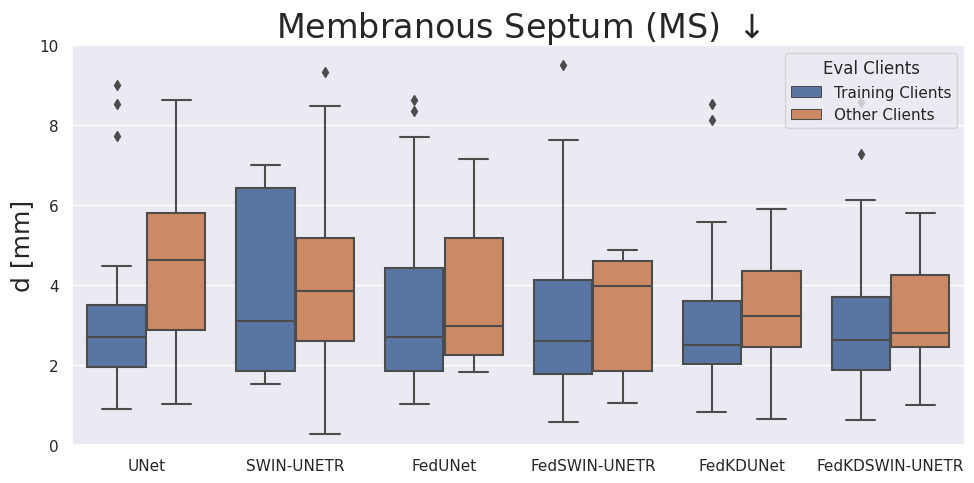 Membranous Septum (MS) ↓
10
8
6
4
2
0
d [mm]
Eval Clients
Training Clients
Other Clients
UNet
SWIN-UNETR
FedUNet
FedSWIN-UNETR
FedKDUNet
FedKDSWIN-UNETR